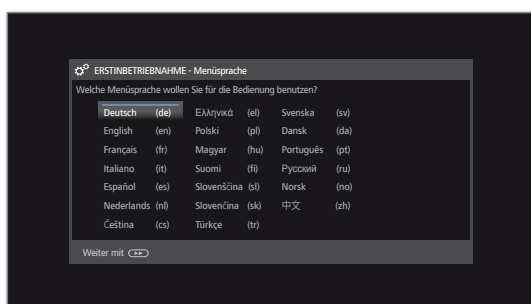 ERSTINBETRIEBNAHME - Menüsprache
Welche Menüsprache wollen Sie für die Bedienung benutzen?
Deutsch (de) Ελληνικά (el) Svenska (sv)
English (en) Polski (pl) Dansk (da)
Français (fr) Magyar (hu) Português (pt)
Italiano (it) Suomi (fi) Русский (ru)
Español (es) Slovenščina (sl) Norsk (no)
Nederlands (nl) Slovenčina (sk) 中文 (zh)
Čeština (cs) Türkçe (tr)
Weiter mit